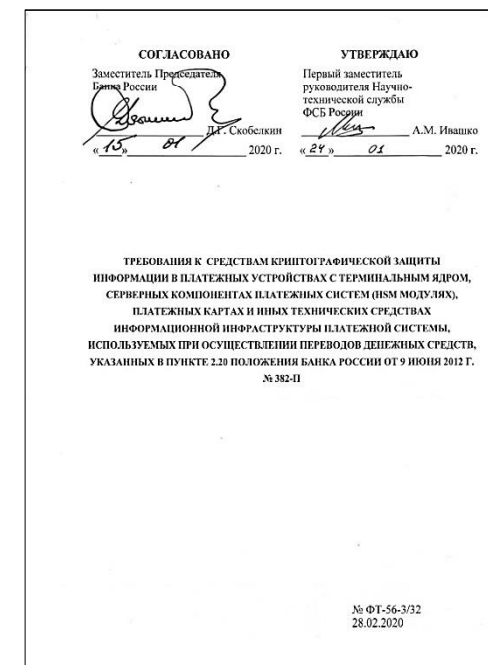 СОГЛАСОВАНО
Заместитель Председателя
Банка России
Д.Г. Скобелкин
« 15 » 01 2020 г.
УТВЕРЖДАЮ
Первый заместитель
руководителя Научно-
технической службы
ФСБ России
А.М. Ивашко
« 24 » 01 2020 г.
ТРЕБОВАНИЯ К СРЕДСТВАМ КРИПТОГРАФИЧЕСКОЙ ЗАЩИТЫ
ИНФОРМАЦИИ В ПЛАТЕЖНЫХ УСТРОЙСТВАХ С ТЕРМИНАЛЬНЫМ ЯДРОМ,
СЕРВЕРНЫХ КОМПОНЕНТАХ ПЛАТЕЖНЫХ СИСТЕМ (HSM МОДУЛЯХ),
ПЛАТЕЖНЫХ КАРТАХ И ИНЫХ ТЕХНИЧЕСКИХ СРЕДСТВАХ
ИНФОРМАЦИОННОЙ ИНФРАСТРУКТУРЫ ПЛАТЕЖНОЙ СИСТЕМЫ,
ИСПОЛЬЗУЕМЫХ ПРИ ОСУЩЕСТВЛЕНИИ ПЕРЕВОДОВ ДЕНЕЖНЫХ СРЕДСТВ,
УКАЗАННЫХ В ПУНКТЕ 2.20 ПОЛОЖЕНИЯ БАНКА РОССИИ ОТ 9 ИЮНЯ 2012 Г.
№ 382-П
№ ФТ-56-3/32
28.02.2020